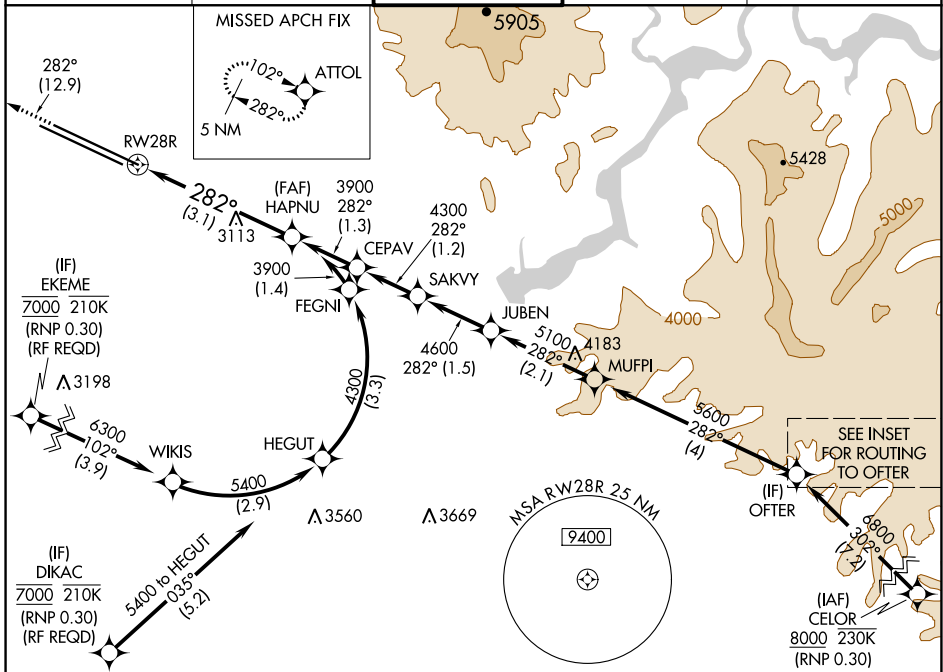 MISSED APCH FIX
102°
ATTOL
282°
5 NM
5905
282°
(12.9)
RW28R
282°
(3.1)
3113
(FAF)
HAPNU
3900
282°
(1.3)
CEPAV
4300
282°
(1.2)
SAKVY
3900
(1.4)
FEGNI
JUBEN
4600
282° (1.5)
5100
282°
(2.1)
4183
MUFPI
5428
5000
4000
5600
282°
(4)
SEE INSET
FOR ROUTING
TO OFTER
(IF)
OFTER
6800
302°
(7.2)
(IAF)
CELOR
8000 230K
(RNP 0.30)
(IF)
EKEME
7000 210K
(RNP 0.30)
(RF REQD)
3198
6300
102°
(3.9)
WIKIS
5400
(2.9)
HEGUT
4300
(3.3)
3560
3669
MSA RW28R 25 NM
9400
(IF)
DIKAC
7000 210K
(RNP 0.30)
(RF REQD)
5400 to HEGUT
035°
(5.2)